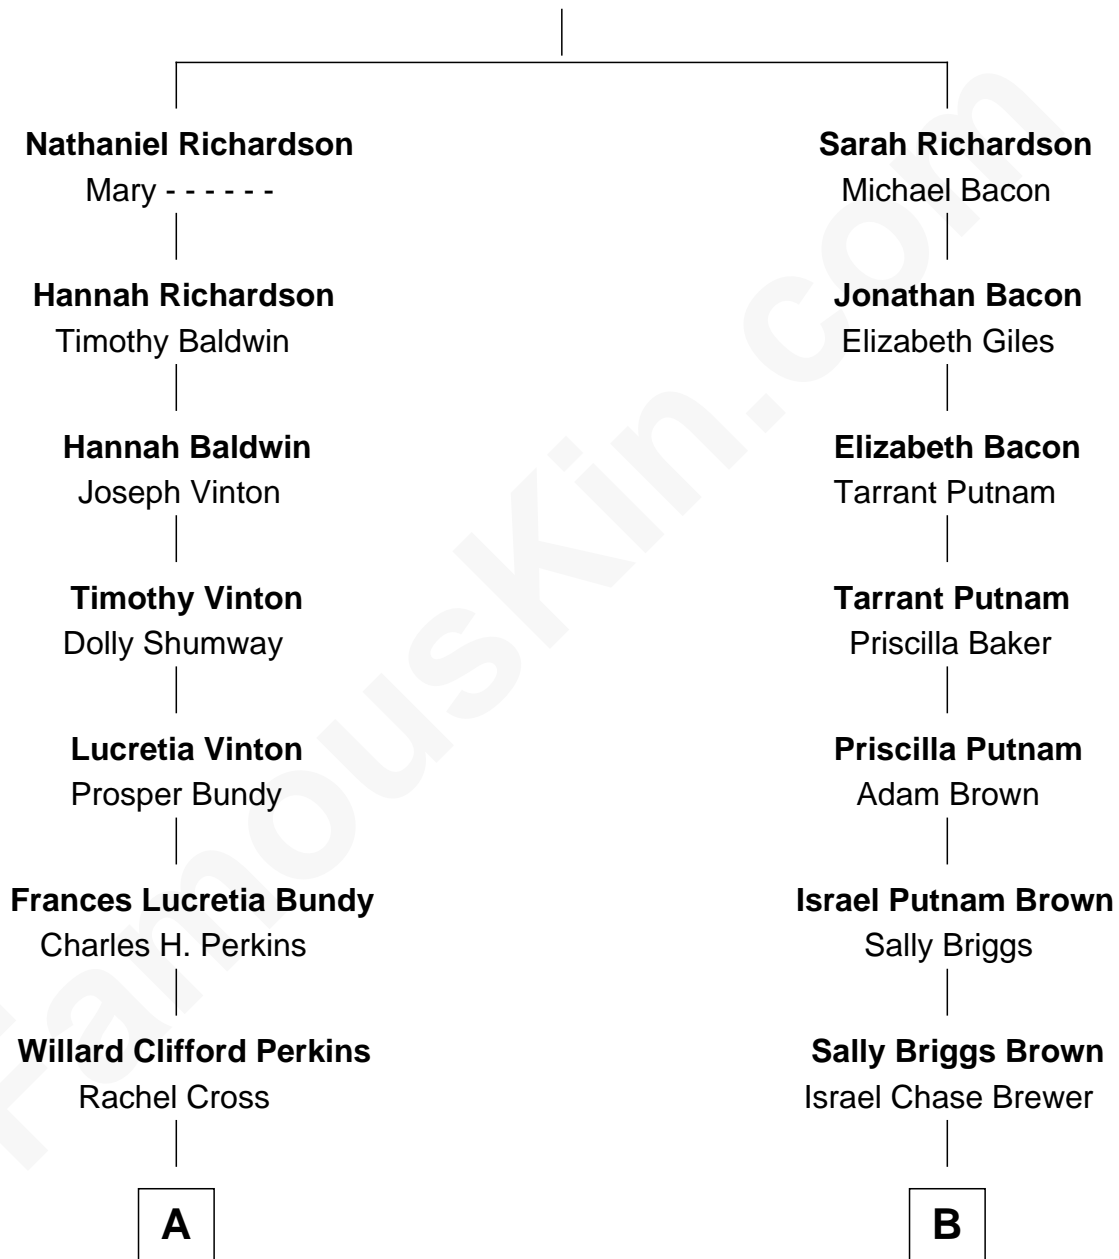 Nathaniel Richardson
Mary - - - - - -
Hannah Richardson
Timothy Baldwin
Hannah Baldwin
Joseph Vinton
Timothy Vinton
Dolly Shumway
Lucretia Vinton
Prosper Bundy
Frances Lucretia Bundy
Charles H. Perkins
Willard Clifford Perkins
Rachel Cross
A
Sarah Richardson
Michael Bacon
Jonathan Bacon
Elizabeth Giles
Elizabeth Bacon
Tarrant Putnam
Tarrant Putnam
Priscilla Baker
Priscilla Putnam
Adam Brown
Israel Putnam Brown
Sally Briggs
Sally Briggs Brown
Israel Chase Brewer
B
FamousKin.com